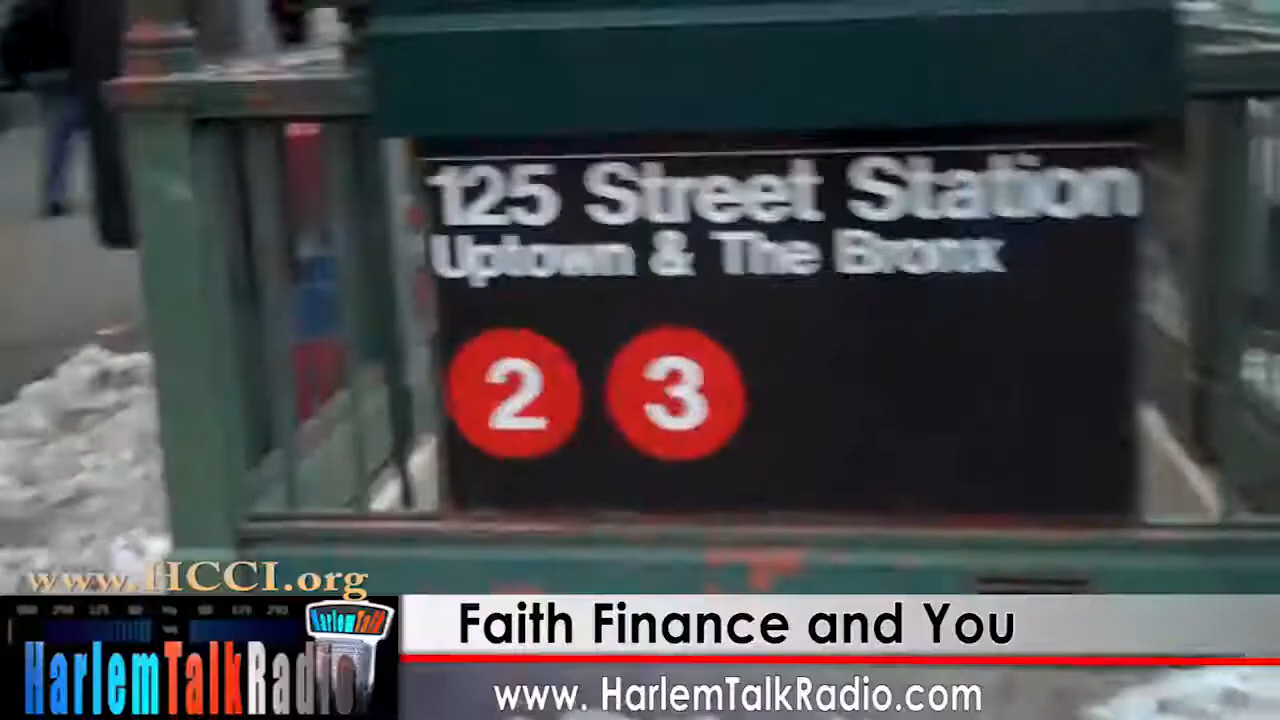 125 Street Station
Uptown & The Bronx
2 3
www.HCCI.org
HarlemTalk
HarlemTalkRadio
Faith Finance and You
www. HarlemTalkRadio.com